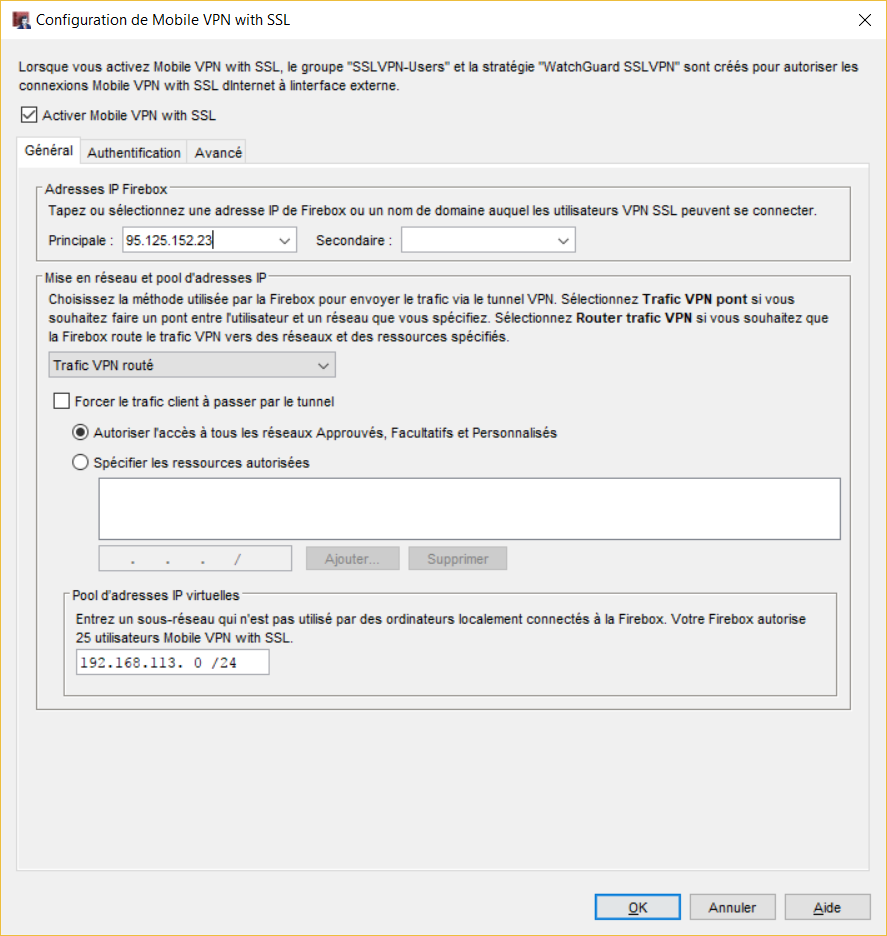 Configuration de Mobile VPN with SSL
Lorsque vous activez Mobile VPN with SSL, le groupe "SSLVPN-Users" et la stratégie "WatchGuard SSLVPN" sont créés pour autoriser les
connexions Mobile VPN with SSL dInternet à linterface externe.
Activer Mobile VPN with SSL
Général Authentification Avancé
Adresses IP Firebox
Tapez ou sélectionnez une adresse IP de Firebox ou un nom de domaine auquel les utilisateurs VPN SSL peuvent se connecter.
Principale : 95.125.152.23 Secondaire :
Mise en réseau et pool d'adresses IP
Choisissez la méthode utilisée par la Firebox pour envoyer le trafic via le tunnel VPN. Sélectionnez Trafic VPN pont si vous
souhaitez faire un pont entre l'utilisateur et un réseau que vous spécifiez. Sélectionnez Router trafic VPN si vous souhaitez que
la Firebox route le trafic VPN vers des réseaux et des ressources spécifiés.
Trafic VPN routé
Forcer le trafic client à passer par le tunnel
Autoriser l'accès à tous les réseaux Approuvés, Facultatifs et Personnalisés
Spécifier les ressources autorisées
. . . / Ajouter... Supprimer
Pool d'adresses IP virtuelles
Entrez un sous-réseau qui n'est pas utilisé par des ordinateurs localement connectés à la Firebox. Votre Firebox autorise
25 utilisateurs Mobile VPN with SSL.
192.168.113. 0 /24
OK Annuler Aide